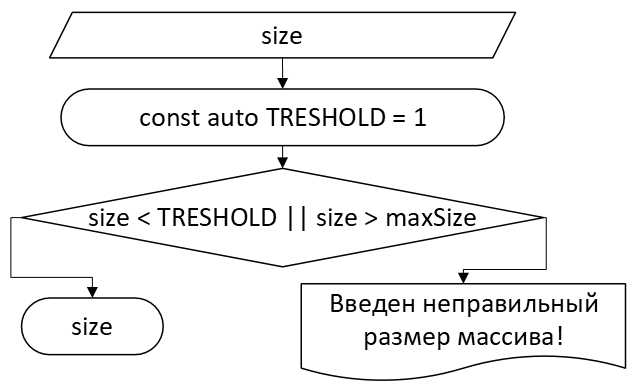 size
const auto TRESHOLD = 1
size < TRESHOLD || size > maxSize
size
Введен неправильный
размер массива!